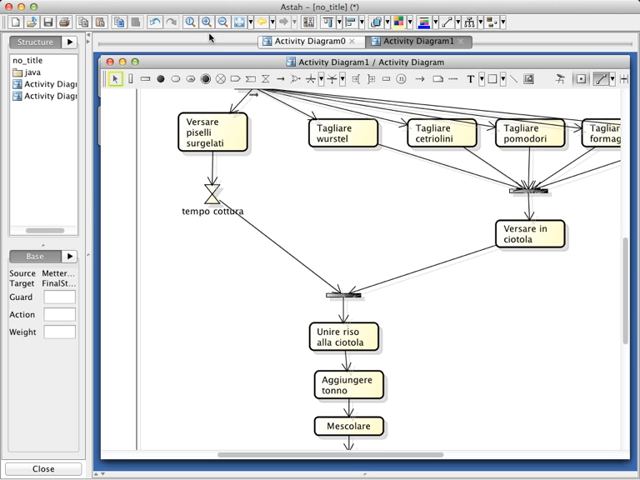 Astah - [no_title] (*)
Structure
Activity Diagram0
Activity Diagram1
no_title
java
Activity Diagr
Activity Diagr
Activity Diagram1 / Activity Diagram
T
Versare
piselli
surgelati
Tagliare
wurstel
Tagliare
cetriolini
Tagliare
pomodori
Tagliar
formag
tempo cottura
Versare in
ciotola
Base
Source Metter...
Target FinalSt...
Guard
Action
Weight
Unire riso
alla ciotola
Aggiungere
tonno
Mescolare
Close